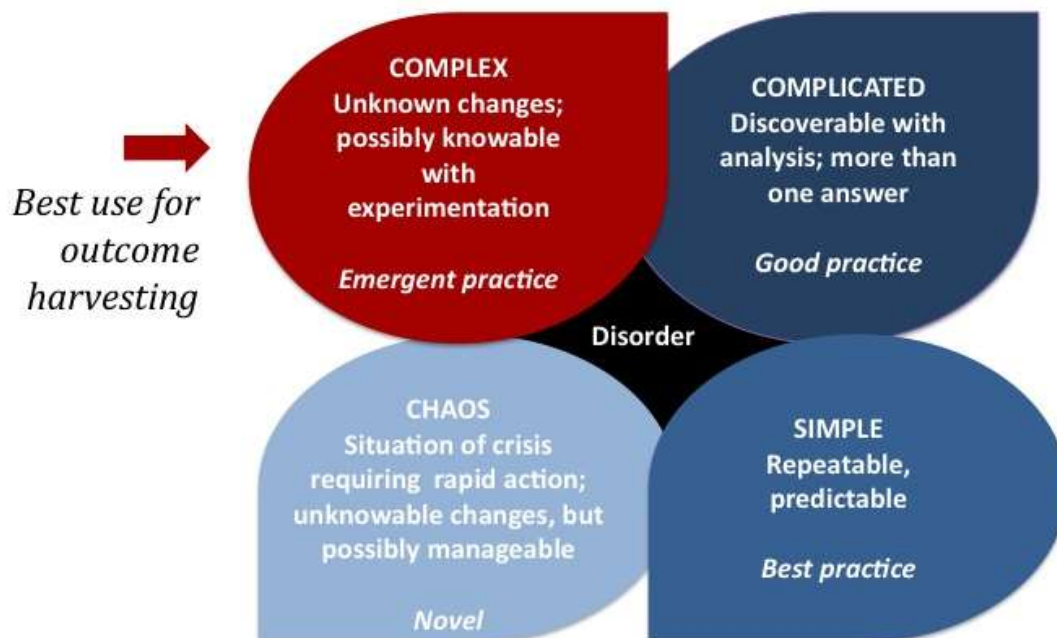 Best use for
outcome
harvesting
COMPLEX
Unknown changes;
possibly knowable
with
experimentation
Emergent practice
COMPLICATED
Discoverable with
analysis; more than
one answer
Good practice
Disorder
CHAOS
Situation of crisis
requiring rapid action;
unknowable changes, but
possibly manageable
Novel
SIMPLE
Repeatable,
predictable
Best practice